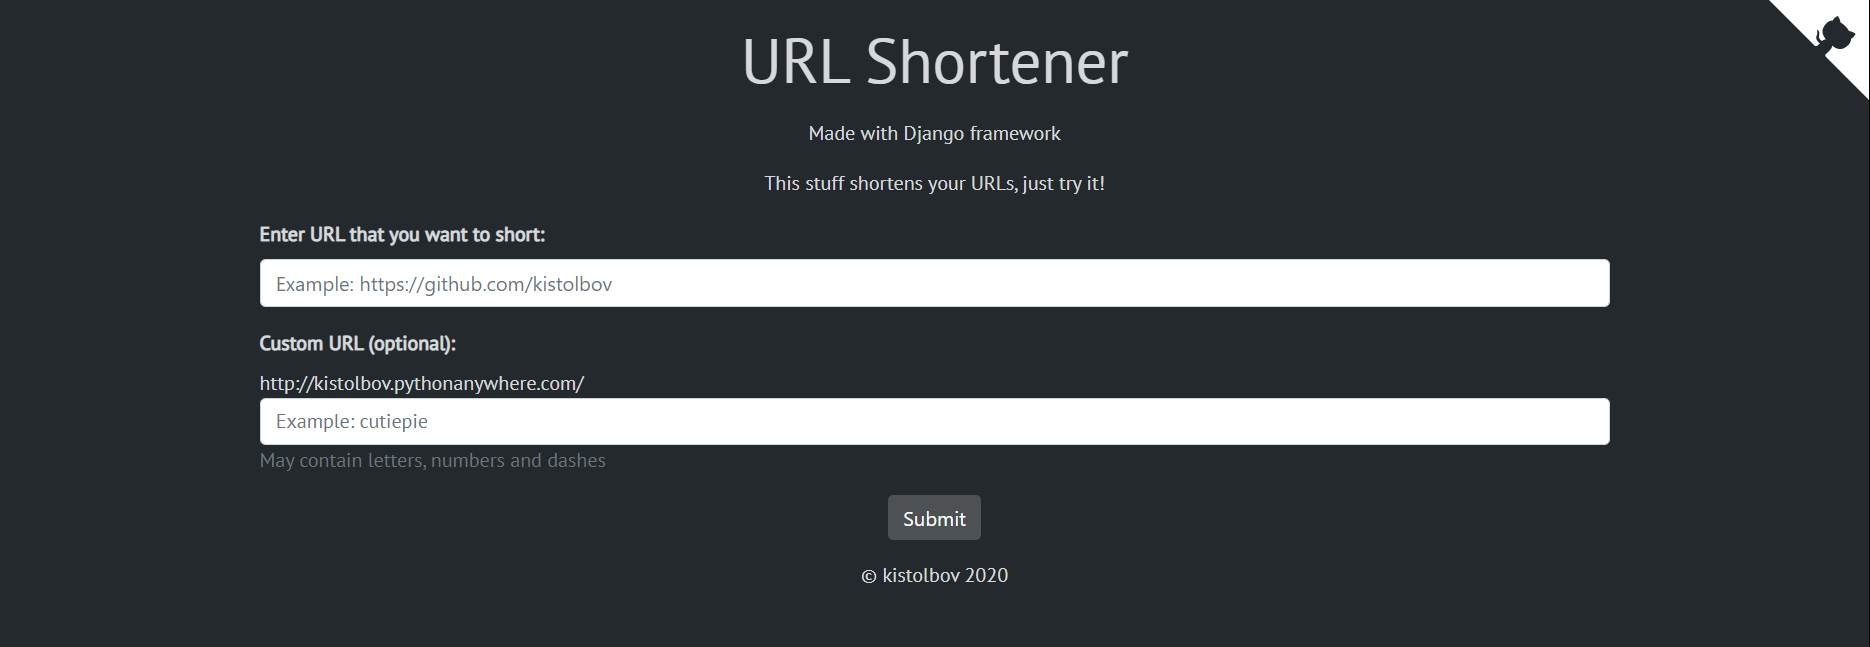 URL Shortener
Made with Django framework
This stuff shortens your URLs, just try it!
Enter URL that you want to short:
Example: https://github.com/kistolbov
Custom URL (optional):
http://kistolbov.pythonanywhere.com/
Example: cutiepie
May contain letters, numbers and dashes
Submit
© kistolbov 2020